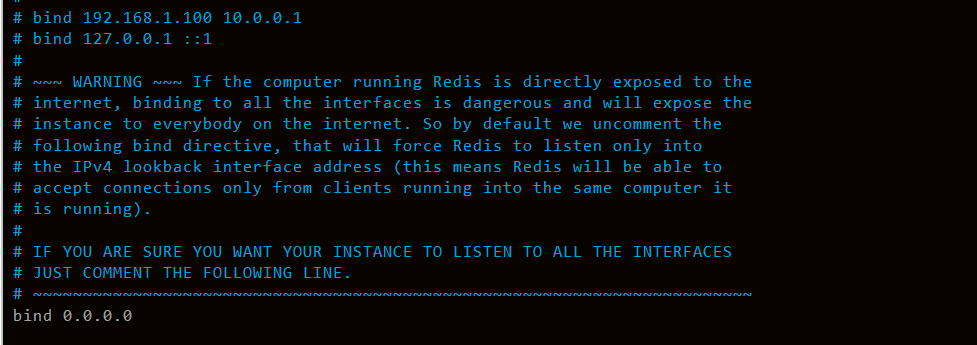 #
# bind 192.168.1.100 10.0.0.1
# bind 127.0.0.1 ::1
#
# ~~~ WARNING ~~~ If the computer running Redis is directly exposed to the
# internet, binding to all the interfaces is dangerous and will expose the
# instance to everybody on the internet. So by default we uncomment the
# following bind directive, that will force Redis to listen only into
# the IPv4 lookback interface address (this means Redis will be able to
# accept connections only from clients running into the same computer it
# is running).
#
# IF YOU ARE SURE YOU WANT YOUR INSTANCE TO LISTEN TO ALL THE INTERFACES
# JUST COMMENT THE FOLLOWING LINE.
# ~~~~~~~~~~~~~~~~~~~~~~~~~~~~~~~~~~~~~~~~~~~~~~~~~~~~~~~~~~~~~~~~~~~~~~~~
bind 0.0.0.0